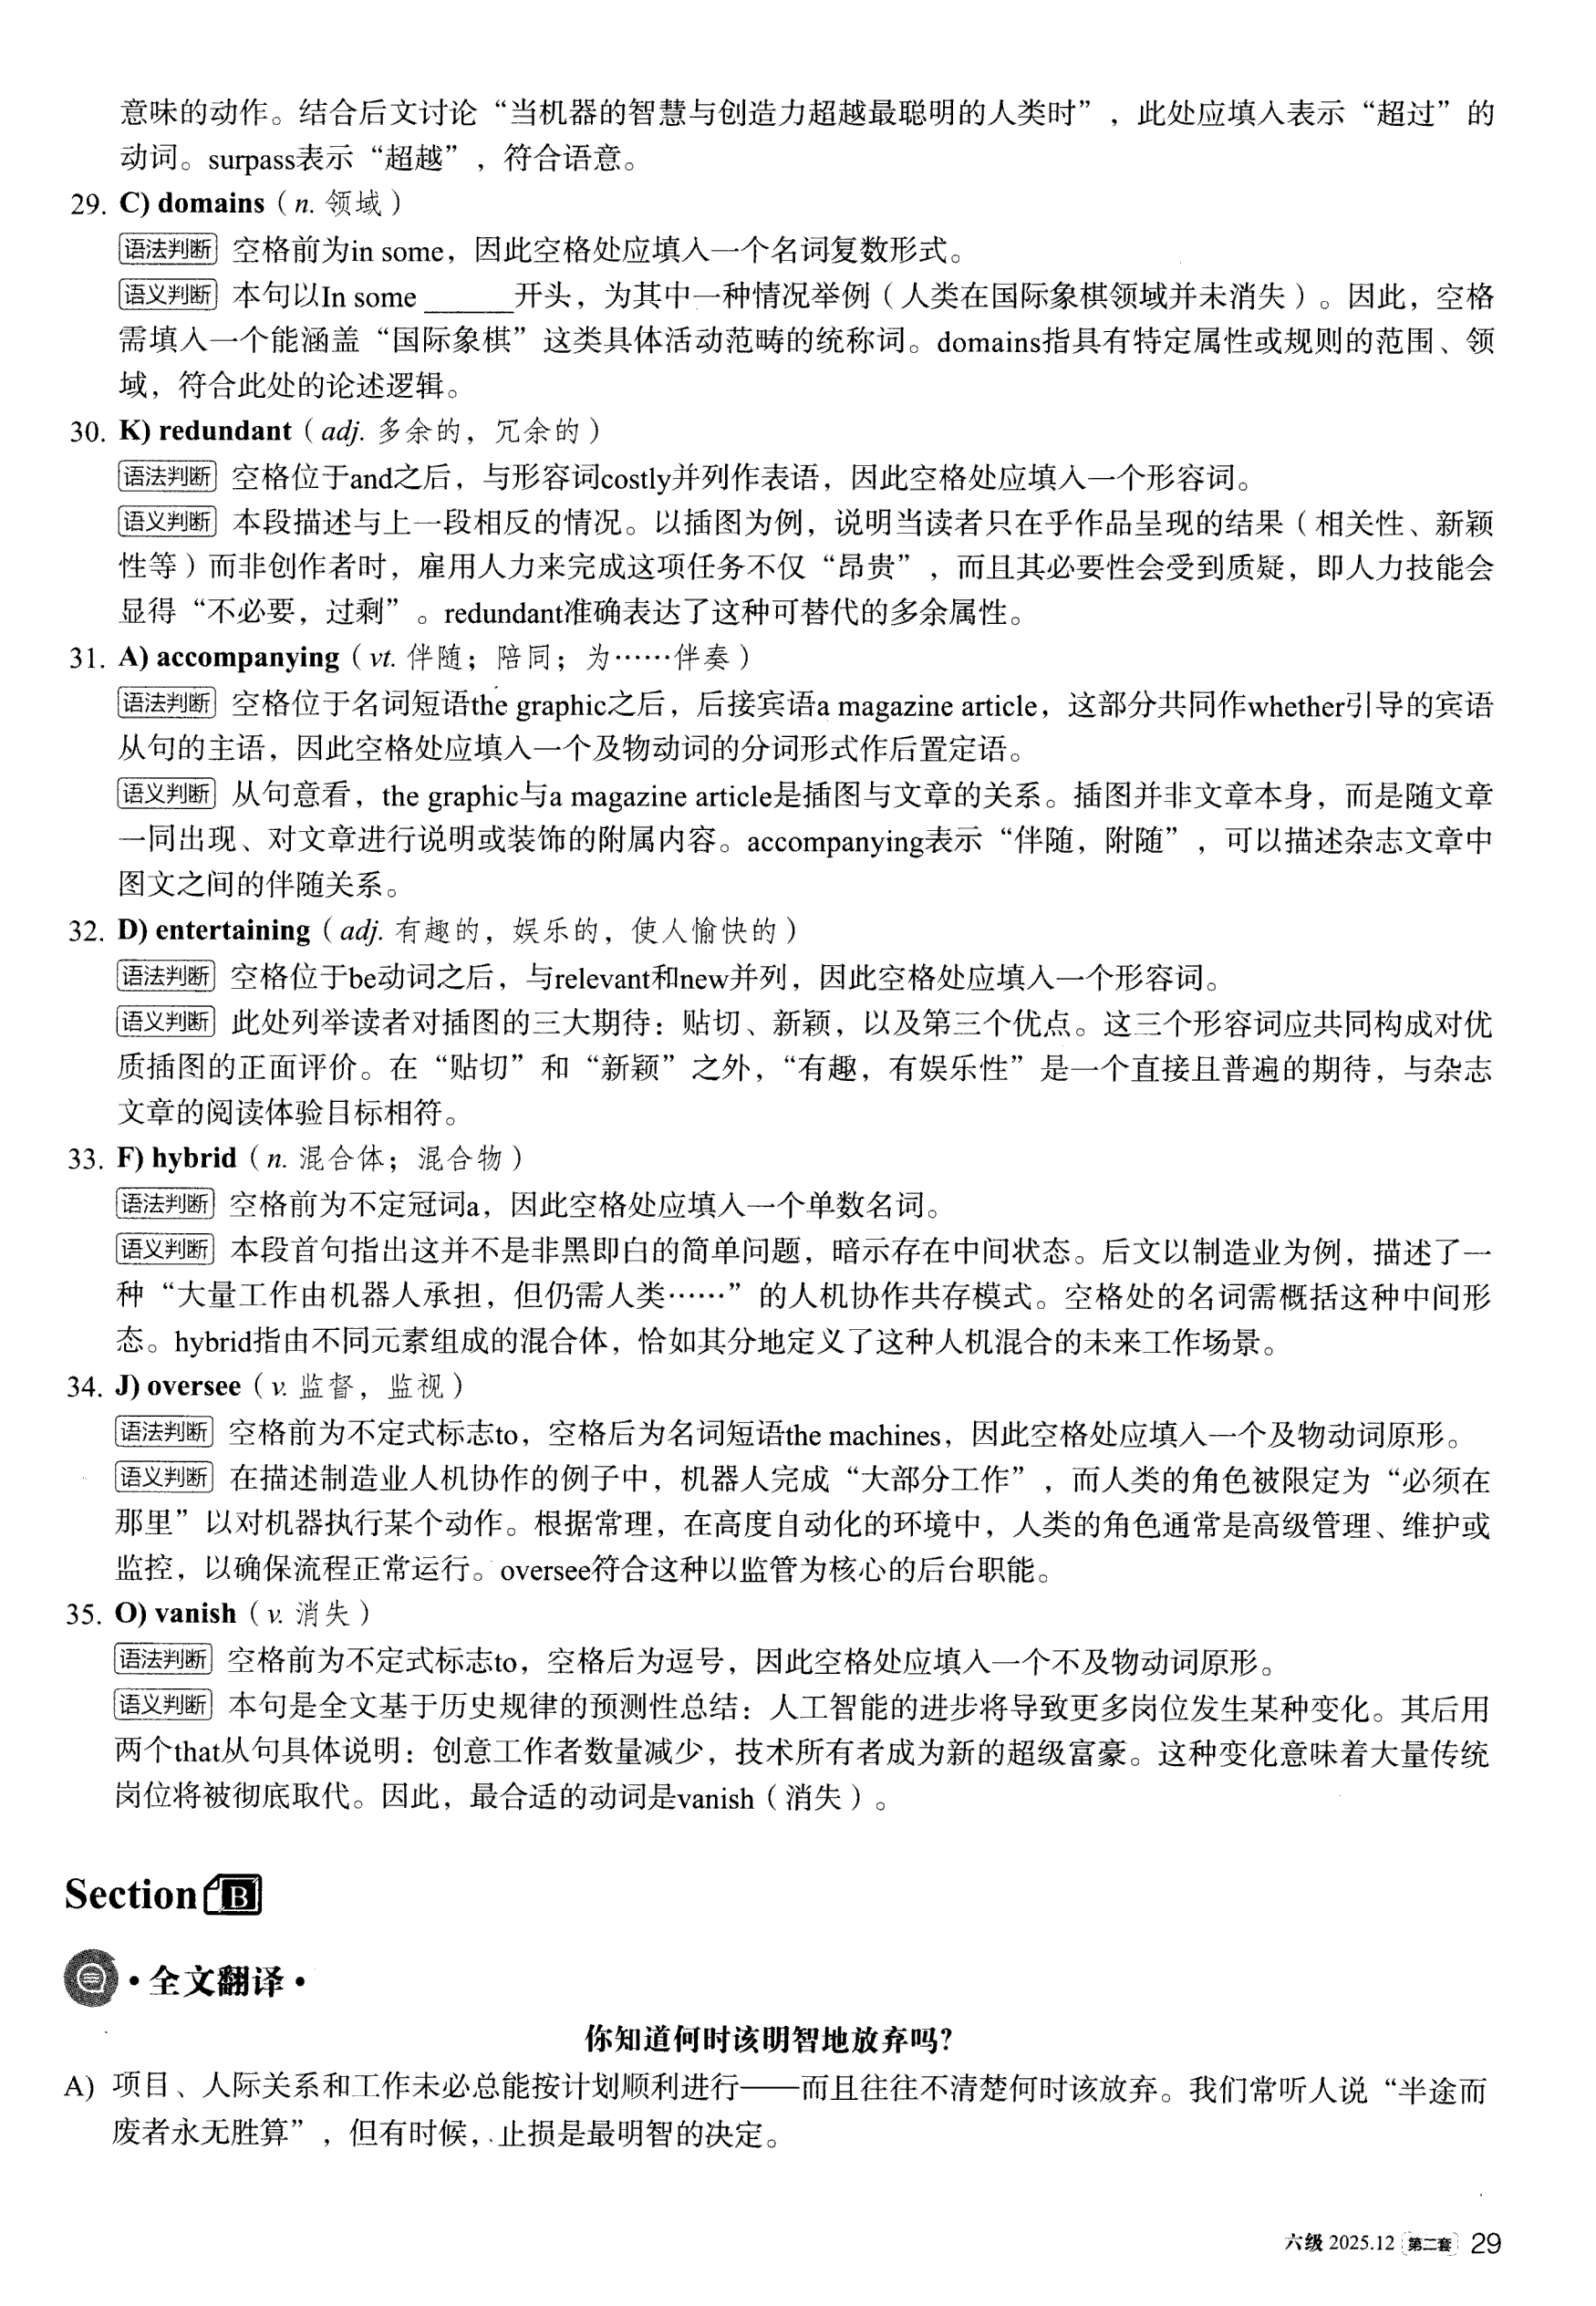 意味的动作。结合后文讨论“当机器的智慧与创造力超越最聪明的人类时”，此处应填入表示“超过”的
动词。surpass表示“超越”，符合语意。
29. C) domains（n. 领域）
语法判断 空格前为in some，因此空格处应填入一个名词复数形式。
语义判断 本句以In some ______开头，为其中一种情况举例（人类在国际象棋领域并未消失）。因此，空格
需填入一个能涵盖“国际象棋”这类具体活动范畴的统称词。domains指具有特定属性或规则的范围、领
域，符合此处的论述逻辑。
30. K) redundant（adj. 多余的，冗余的）
语法判断 空格位于and之后，与形容词costly并列作表语，因此空格处应填入一个形容词。
语义判断 本段描述与上一段相反的情况。以插图为例，说明当读者只在乎作品呈现的结果（相关性、新颖
性等）而非创作者时，雇用人力来完成这项任务不仅“昂贵”，而且其必要性会受到质疑，即人力技能会
显得“不必要，过剩”。redundant准确表达了这种可替代的多余属性。
31. A) accompanying（vt. 伴随；陪同；为……伴奏）
语法判断 空格位于名词短语the graphic之后，后接宾语a magazine article，这部分共同作whether引导的宾语
从句的主语，因此空格处应填入一个及物动词的分词形式作后置定语。
语义判断 从句意看，the graphic与a magazine article是插图与文章的关系。插图并非文章本身，而是随文章
一同出现、对文章进行说明或装饰的附属内容。accompanying表示“伴随，附随”，可以描述杂志文章中
图文之间的伴随关系。
32. D) entertaining（adj. 有趣的，娱乐的，使人愉快的）
语法判断 空格位于be动词之后，与relevant和new并列，因此空格处应填入一个形容词。
语义判断 此处列举读者对插图的三大期待：贴切、新颖，以及第三个优点。这三个形容词应共同构成对优
质插图的正面评价。在“贴切”和“新颖”之外，“有趣，有娱乐性”是一个直接且普遍的期待，与杂志
文章的阅读体验目标相符。
33. F) hybrid（n. 混合体；混合物）
语法判断 空格前为不定冠词a，因此空格处应填入一个单数名词。
语义判断 本段首句指出这并不是非黑即白的简单问题，暗示存在中间状态。后文以制造业为例，描述了一
种“大量工作由机器人承担，但仍需人类……”的人机协作共存模式。空格处的名词需概括这种中间形
态。hybrid指由不同元素组成的混合体，恰如其分地定义了这种人机混合的未来工作场景。
34. J) oversee（v. 监督，监视）
语法判断 空格前为不定式标志to，空格后为名词短语the machines，因此空格处应填入一个及物动词原形。
语义判断 在描述制造业人机协作的例子中，机器人完成“大部分工作”，而人类的角色被限定为“必须在
那里”以对机器执行某个动作。根据常理，在高度自动化的环境中，人类的角色通常是高级管理、维护或
监控，以确保流程正常运行。oversee符合这种以监管为核心的后台职能。
35. O) vanish（v. 消失）
语法判断 空格前为不定式标志to，空格后为逗号，因此空格处应填入一个不及物动词原形。
语义判断 本句是全文基于历史规律的预测性总结：人工智能的进步将导致更多岗位发生某种变化。其后用
两个that从句具体说明：创意工作者数量减少，技术所有者成为新的超级富豪。这种变化意味着大量传统
岗位将被彻底取代。因此，最合适的动词是vanish（消失）。
Section B
·全文翻译·
你知道何时该明智地放弃吗？
A) 项目、人际关系和工作未必总能按计划顺利进行——而且往往不清楚何时该放弃。我们常听人说“半途而
废者永无胜算”，但有时候，止损是最明智的决定。
六级 2025.12 第二套 29